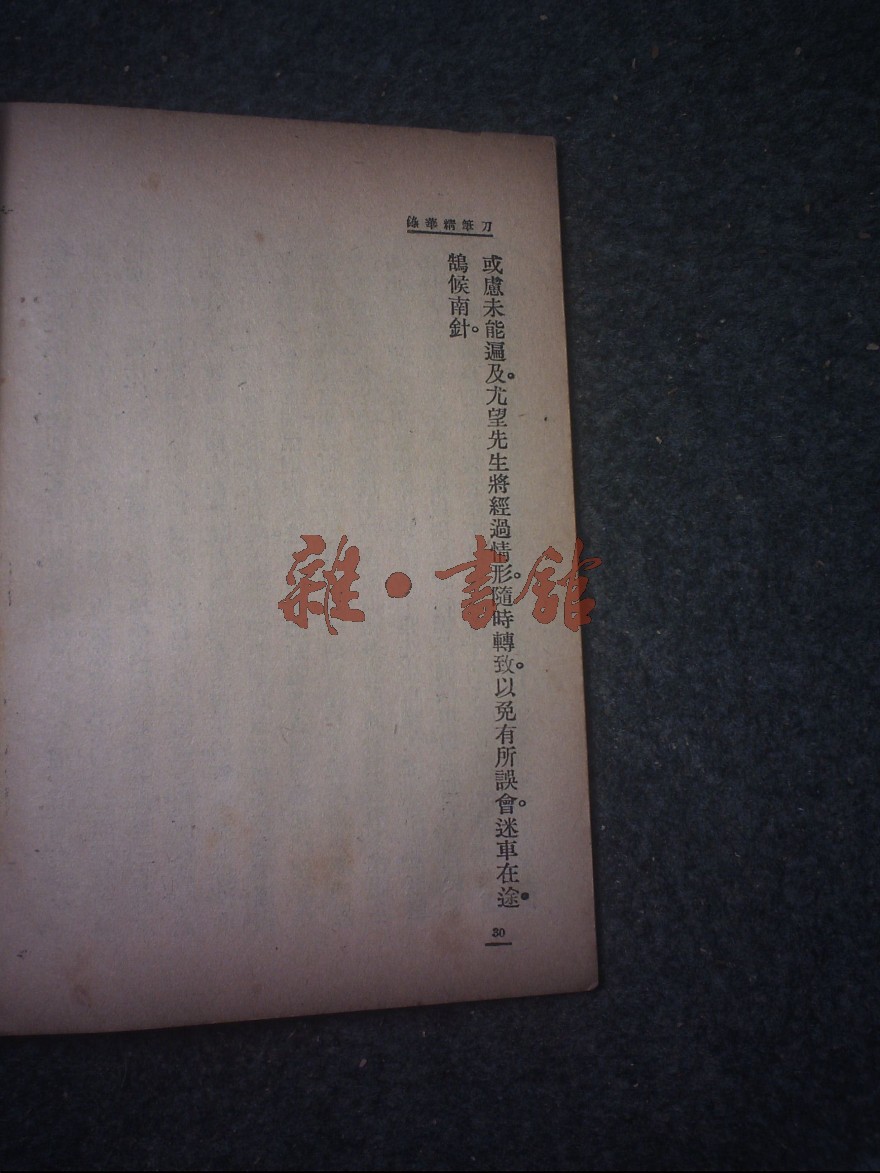 刀筆精華錄
或慮未能遍及。尤望先生將經過情形。隨時轉致。以免有所誤會。迷車在途。
鵠候南針。
30
雜·書館